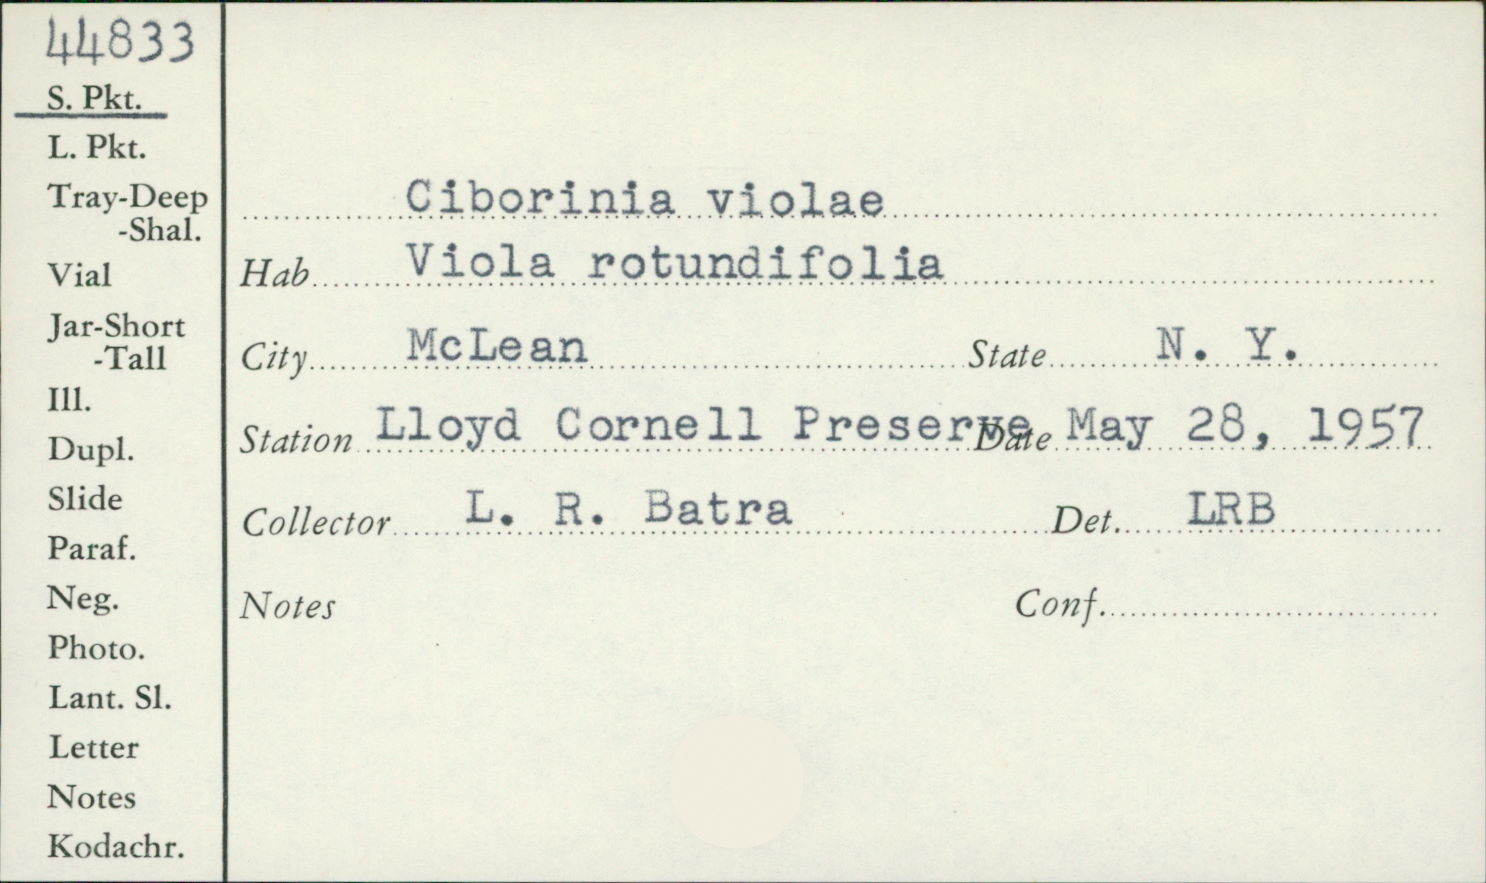 44833
S. Pkt.
L. Pkt.
Tray-Deep
-Shal.
Vial
Jar-Short
-Tall
Ill.
Dupl.
Slide
Paraf.
Neg.
Photo.
Lant. Sl.
Letter
Notes
Kodachr.
Ciborinia violae
Hab Viola rotundifolia
City McLean State N. Y.
Station Lloyd Cornell Preserve Date May 28, 1957
Collector L. R. Batra Det. LRB
Notes Conf.